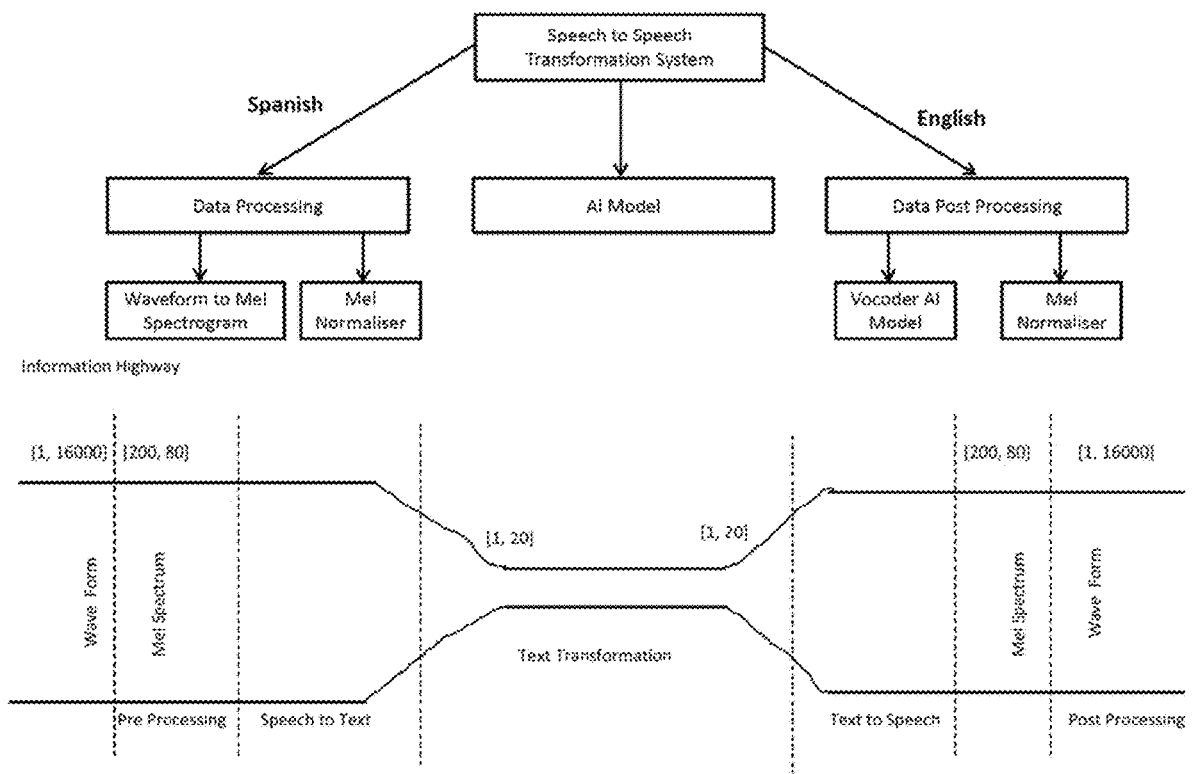 Speech to Speech
Transformation System
Spanish
English
Data Processing
AI Model
Data Post Processing
Waveform to Mel
Spectrogram
Mel
Normaliser
Vocoder AI
Model
Mel
Normaliser
Information Highway
[1, 16000]
[200, 80]
[200, 80]
[1, 16000]
[1, 20]
[1, 20]
Wave Form
Mel Spectrum
Mel Spectrum
Wave Form
Text Transformation
Pre Processing
Speech to Text
Text to Speech
Post Processing